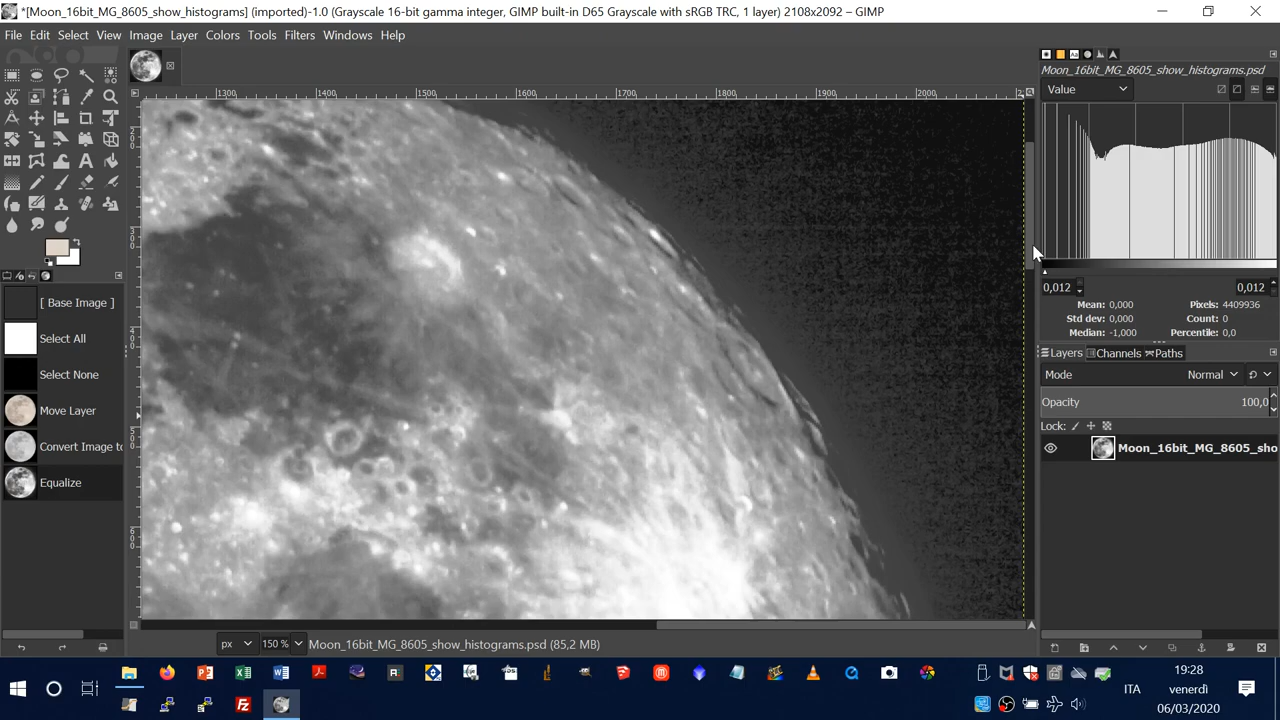 *[Moon_16bit_MG_8605_show_histograms] (imported)-1.0 (Grayscale 16-bit gamma integer, GIMP built-in D65 Grayscale with sRGB TRC, 1 layer) 2108x2092 – GIMP
File Edit Select View Image Layer Colors Tools Filters Windows Help
Moon_16bit_MG_8605_show_histograms.psd
Value
1300 1400 1500 1600 1700 1800 1900 2000
200
300
400
500
600
0,012 0,012
Mean: 0,000 Pixels: 4409936
Std dev: 0,000 Count: 0
Median: -1,000 Percentile: 0,0
[ Base Image ]
Select All
Select None
Move Layer
Convert Image to
Equalize
Layers Channels Paths
Mode Normal
Opacity 100,0
Lock:
Moon_16bit_MG_8605_sho
px 150 % Moon_16bit_MG_8605_show_histograms.psd (85,2 MB)
ITA
19:28
venerdì
06/03/2020